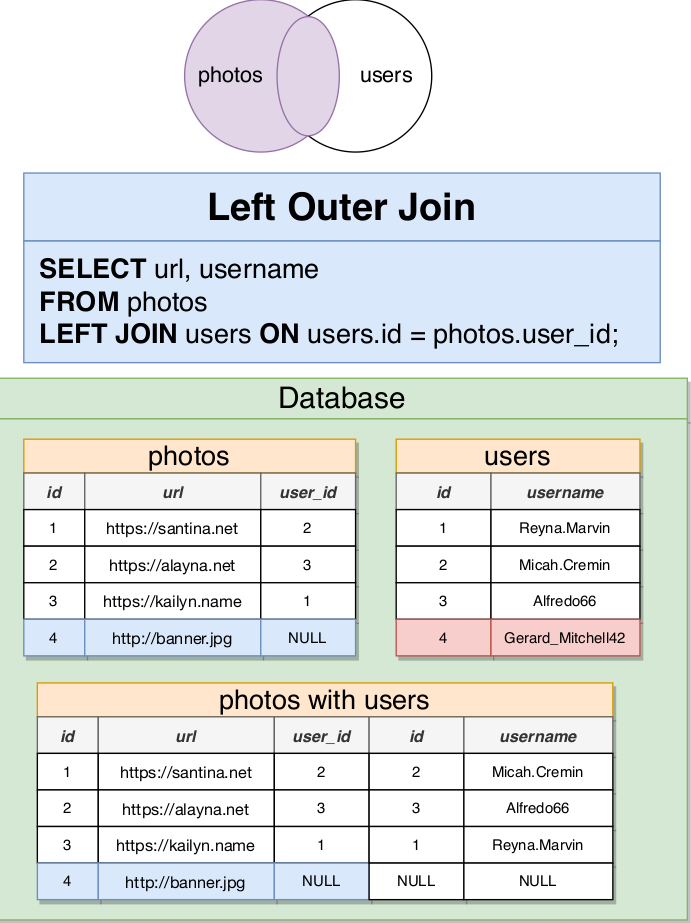 photos users
Left Outer Join
SELECT url, username
FROM photos
LEFT JOIN users ON users.id = photos.user_id;
Database
photos
id url user_id
1 https://santina.net 2
2 https://alayna.net 3
3 https://kailyn.name 1
4 http://banner.jpg NULL
users
id username
1 Reyna.Marvin
2 Micah.Cremin
3 Alfredo66
4 Gerard_Mitchell42
photos with users
id url user_id id username
1 https://santina.net 2 2 Micah.Cremin
2 https://alayna.net 3 3 Alfredo66
3 https://kailyn.name 1 1 Reyna.Marvin
4 http://banner.jpg NULL NULL NULL